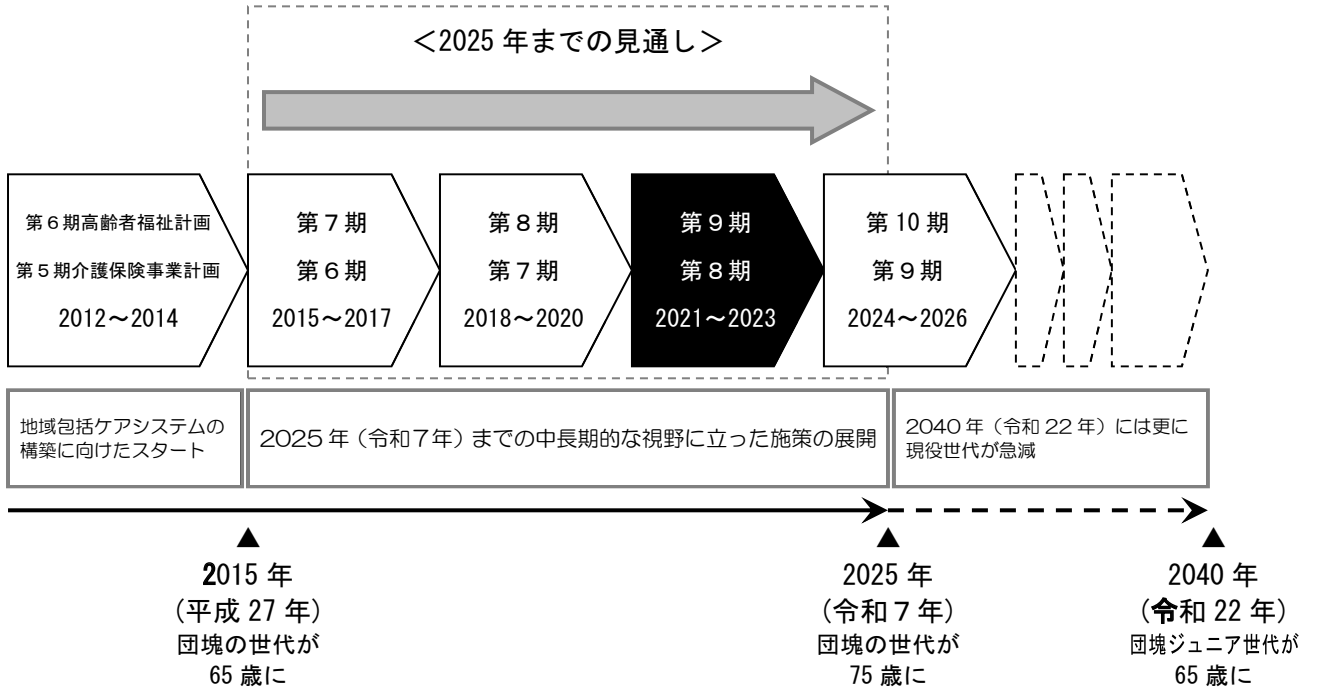 ＜2025年までの見通し＞
第６期高齢者福祉計画
第５期介護保険事業計画
2012～2014
第７期
第６期
2015～2017
第８期
第７期
2018～2020
第９期
第８期
2021～2023
第10期
第９期
2024～2026
地域包括ケアシステムの
構築に向けたスタート
2025年（令和７年）までの中長期的な視野に立った施策の展開
2040年（令和22年）には更に
現役世代が急減
▲
2015年
(平成27年)
団塊の世代が
65歳に
▲
2025年
(令和７年)
団塊の世代が
75歳に
▲
2040年
(令和22年)
団塊ジュニア世代が
65歳に